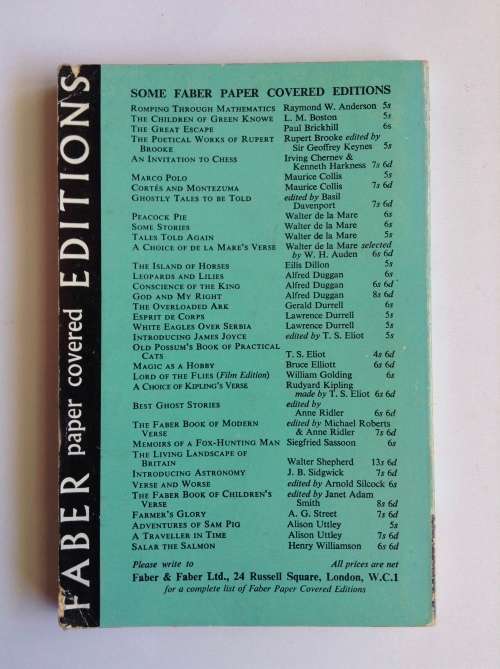 FABER paper covered EDITIONS
SOME FABER PAPER COVERED EDITIONS
ROMPING THROUGH MATHEMATICS Raymond W. Anderson 5s
THE CHILDREN OF GREEN KNOWE L. M. Boston 5s
THE GREAT ESCAPE Paul Brickhill 6s
THE POETICAL WORKS OF RUPERT Rupert Brooke edited by
BROOKE Sir Geoffrey Keynes 5s
AN INVITATION TO CHESS Irving Chernev &
Kenneth Harkness 7s 6d
MARCO POLO Maurice Collis 5s
CORTÉS AND MONTEZUMA Maurice Collis 7s 6d
GHOSTLY TALES TO BE TOLD edited by Basil
Davenport 7s 6d
PEACOCK PIE Walter de la Mare 6s
SOME STORIES Walter de la Mare 6s
TALES TOLD AGAIN Walter de la Mare 5s
A CHOICE OF DE LA MARE'S VERSE Walter de la Mare selected
by W. H. Auden 6s 6d
THE ISLAND OF HORSES Eilís Dillon 5s
LEOPARDS AND LILIES Alfred Duggan 6s
CONSCIENCE OF THE KING Alfred Duggan 6s 6d
GOD AND MY RIGHT Alfred Duggan 8s 6d
THE OVERLOADED ARK Gerald Durrell 6s
ESPRIT DE CORPS Lawrence Durrell 5s
WHITE EAGLES OVER SERBIA Lawrence Durrell 5s
INTRODUCING JAMES JOYCE edited by T. S. Eliot 5s
OLD POSSUM'S BOOK OF PRACTICAL
CATS T. S. Eliot 4s 6d
MAGIC AS A HOBBY Bruce Elliott 6s 6d
LORD OF THE FLIES (Film Edition) William Golding 6s
A CHOICE OF KIPLING'S VERSE Rudyard Kipling
made by T. S. Eliot 6s 6d
BEST GHOST STORIES edited by
Anne Ridler 6s 6d
THE FABER BOOK OF MODERN edited by Michael Roberts
VERSE & Anne Ridler 7s 6d
MEMOIRS OF A FOX-HUNTING MAN Siegfried Sassoon 6s
THE LIVING LANDSCAPE OF
BRITAIN Walter Shepherd 13s 6d
INTRODUCING ASTRONOMY J. B. Sidgwick 7s 6d
VERSE AND WORSE edited by Arnold Silcock 6s
THE FABER BOOK OF CHILDREN'S edited by Janet Adam
VERSE Smith 8s 6d
FARMER'S GLORY A. G. Street 7s 6d
ADVENTURES OF SAM PIG Alison Uttley 5s
A TRAVELLER IN TIME Alison Uttley 7s 6d
SALAR THE SALMON Henry Williamson 6s 6d
Please write to All prices are net
Faber & Faber Ltd., 24 Russell Square, London, W.C.1
for a complete list of Faber Paper Covered Editions